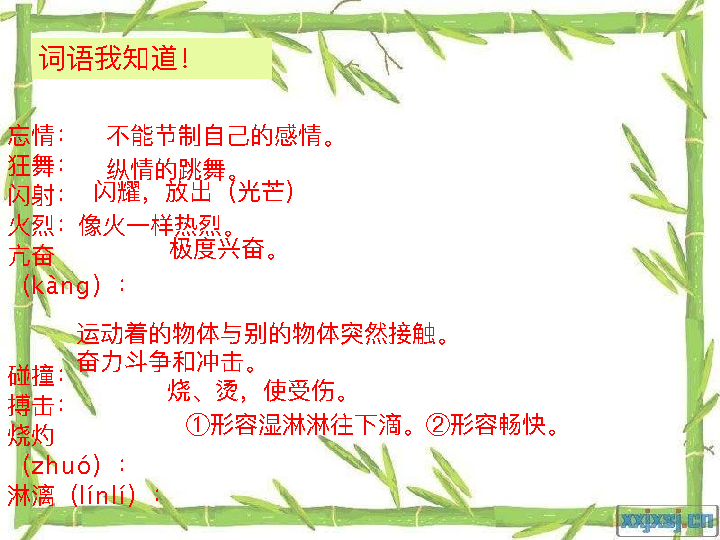 词语我知道！
忘情： 不能节制自己的感情。
狂舞： 纵情的跳舞。
闪射： 闪耀，放出（光芒）
火烈：像火一样热烈。
亢奋 极度兴奋。
（kàng）：
运动着的物体与别的物体突然接触。
碰撞：奋力斗争和冲击。
搏击： 烧、烫，使受伤。
烧灼 ①形容湿淋淋往下滴。②形容畅快。
（zhuó）：
淋漓（línlí）：
xxjxsj.cn